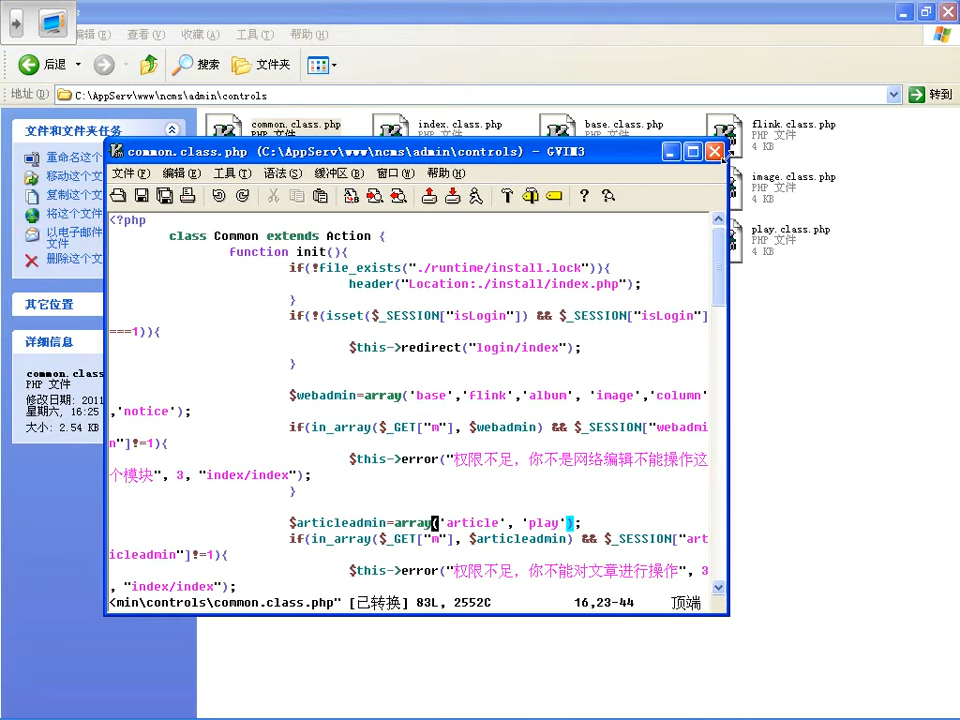 编辑(E) 查看(V) 收藏(A) 工具(T) 帮助(H)
后退 搜索 文件夹
地址(D) C:\AppServ\www\ncms\admin\controls 转到
文件和文件夹任务
重命名这个文
移动这个文
复制这个文
将这个文件
以电子邮件
文件
删除这个文
其它位置
详细信息
common.class
PHP 文件
修改日期: 2011
星期六, 16:25
大小: 2.54 KB
common.class.php
PHP 文件
index.class.php
PHP 文件
base.class.php
PHP 文件
flink.class.php
PHP 文件
4 KB
image.class.php
PHP 文件
4 KB
play.class.php
PHP 文件
4 KB
common.class.php (C:\AppServ\www\ncms\admin\controls) - GVIM3
文件(F) 编辑(E) 工具(T) 语法(S) 缓冲区(B) 窗口(W) 帮助(H)
<?php
class Common extends Action {
function init(){
if(!file_exists("./runtime/install.lock")){
header("Location:./install/index.php");
}
if(!(isset($_SESSION["isLogin"]) && $_SESSION["isLogin"]
===1)){
$this->redirect("login/index");
}
$webadmin=array('base','flink','album', 'image','column'
,'notice');
if(in_array($_GET["m"], $webadmin) && $_SESSION["webadmi
n"]!=1){
$this->error("权限不足, 你不是网络编辑不能操作这
个模块", 3, "index/index");
}
$articleadmin=array('article', 'play');
if(in_array($_GET["m"], $articleadmin) && $_SESSION["art
icleadmin"]!=1){
$this->error("权限不足, 你不能对文章进行操作", 3
, "index/index");
<min\controls\common.class.php" [已转换] 83L, 2552C 16,23-44 顶端